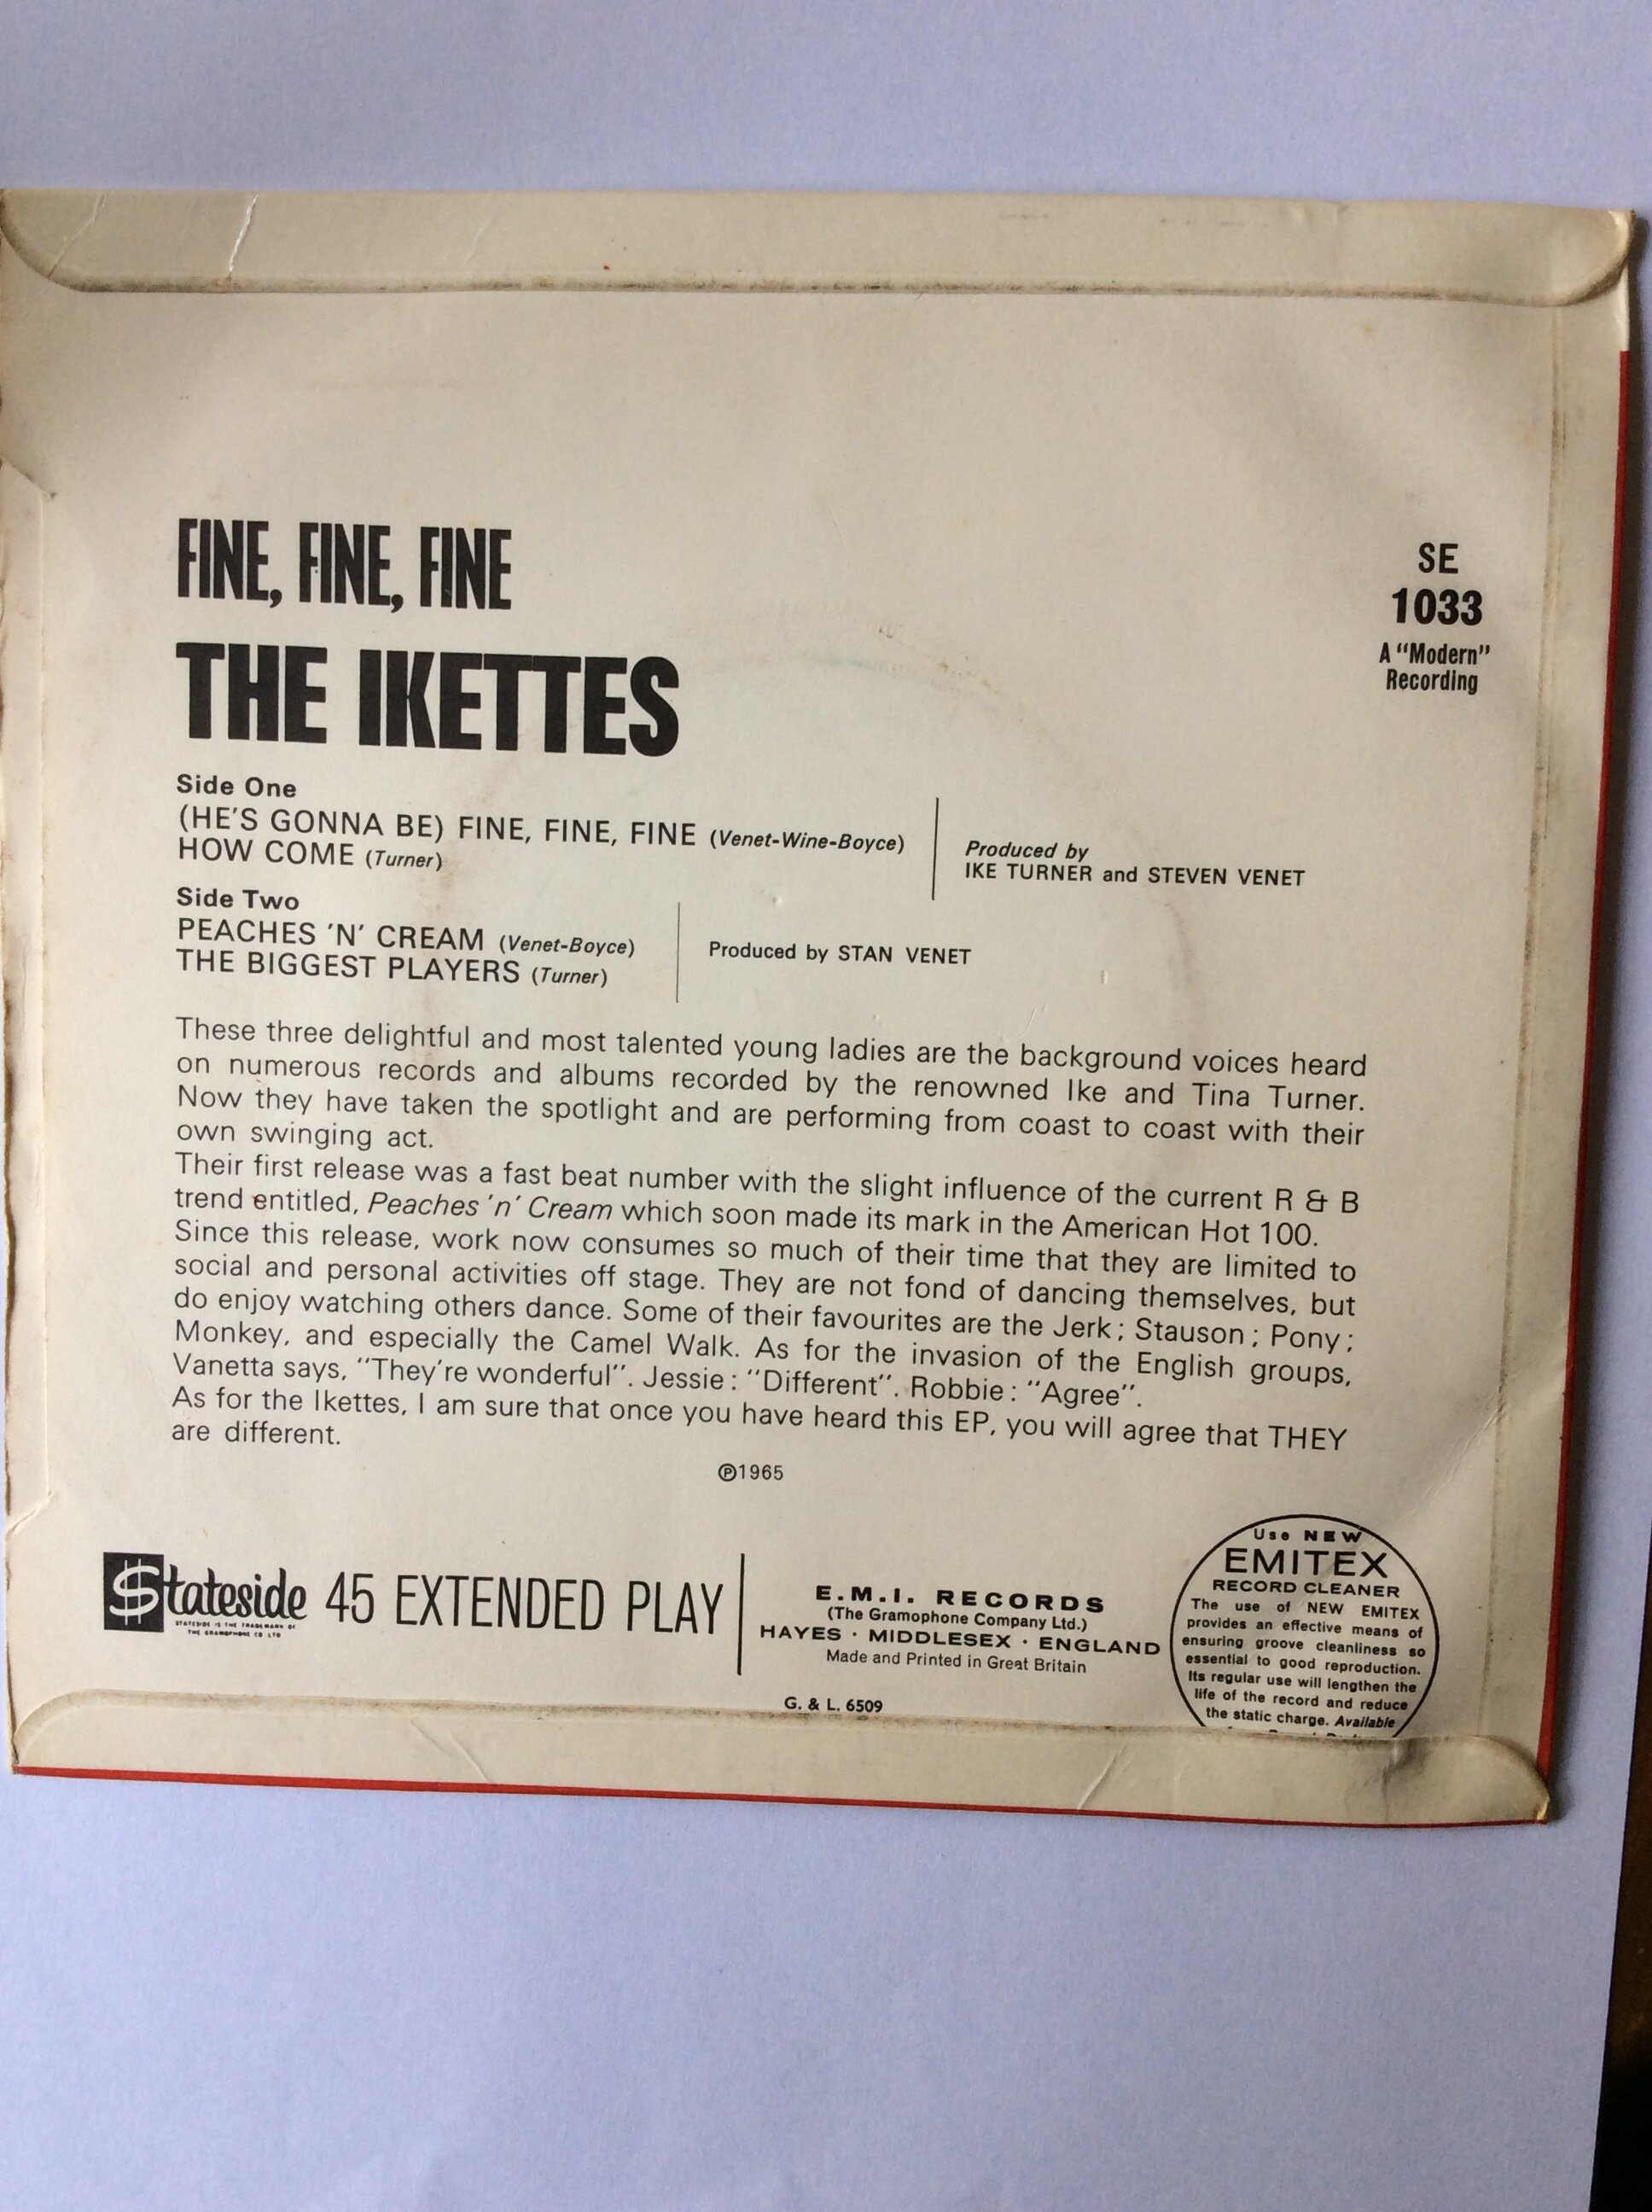 FINE, FINE, FINE
THE IKETTES
SE
1033
A "Modern"
Recording
Side One
(HE'S GONNA BE) FINE, FINE, FINE (Venet-Wine-Boyce)
HOW COME (Turner)
Produced by
IKE TURNER and STEVEN VENET
Side Two
PEACHES 'N' CREAM (Venet-Boyce)
THE BIGGEST PLAYERS (Turner)
Produced by STAN VENET
These three delightful and most talented young ladies are the background voices heard
on numerous records and albums recorded by the renowned Ike and Tina Turner.
Now they have taken the spotlight and are performing from coast to coast with their
own swinging act.
Their first release was a fast beat number with the slight influence of the current R & B
trend entitled, Peaches 'n' Cream which soon made its mark in the American Hot 100.
Since this release, work now consumes so much of their time that they are limited to
social and personal activities off stage. They are not fond of dancing themselves, but
do enjoy watching others dance. Some of their favourites are the Jerk; Stauson; Pony;
Monkey, and especially the Camel Walk. As for the invasion of the English groups,
Vanetta says, "They're wonderful". Jessie: "Different". Robbie: "Agree".
As for the Ikettes, I am sure that once you have heard this EP, you will agree that THEY
are different.
℗1965
$tateside 45 EXTENDED PLAY
STATESIDE IS THE TRADEMARK OF
THE GRAMOPHONE CO LTD
E.M.I. RECORDS
(The Gramophone Company Ltd.)
HAYES · MIDDLESEX · ENGLAND
Made and Printed in Great Britain
G. & L. 6509
Use NEW
EMITEX
RECORD CLEANER
The use of NEW EMITEX
provides an effective means of
ensuring groove cleanliness so
essential to good reproduction.
Its regular use will lengthen the
life of the record and reduce
the static charge. Available